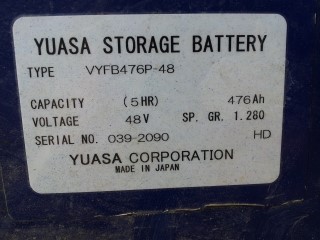 YUASA STORAGE BATTERY
TYPE VYFB476P-48
CAPACITY (5HR) 476Ah
VOLTAGE 48V SP. GR. 1.280
SERIAL NO. 039-2090 HD
YUASA CORPORATION
MADE IN JAPAN